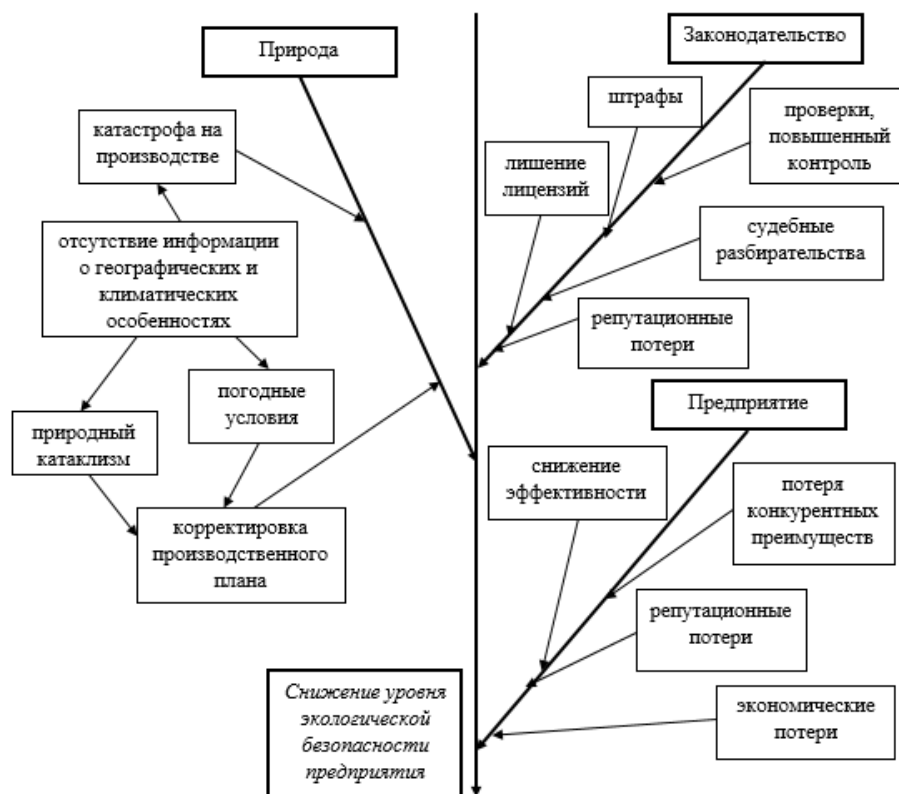 Природа
Законодательство
штрафы
катастрофа на
производстве
проверки,
повышенный
контроль
лишение
лицензий
отсутствие информации
о географических и
климатических
особенностях
судебные
разбирательства
репутационные
потери
погодные
условия
Предприятие
природный
катаклизм
снижение
эффективности
потеря
конкурентных
преимуществ
корректировка
производственного
плана
репутационные
потери
Снижение уровня
экологической
безопасности
предприятия
экономические
потери